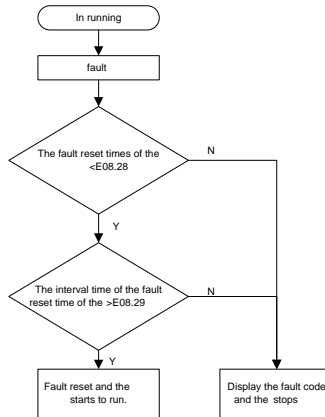 In running
fault
The fault reset times of the
<E08.28
N
Y
The interval time of the fault
reset time of the >E08.29
N
Y
Fault reset and the
starts to run.
Display the fault code
and the stops